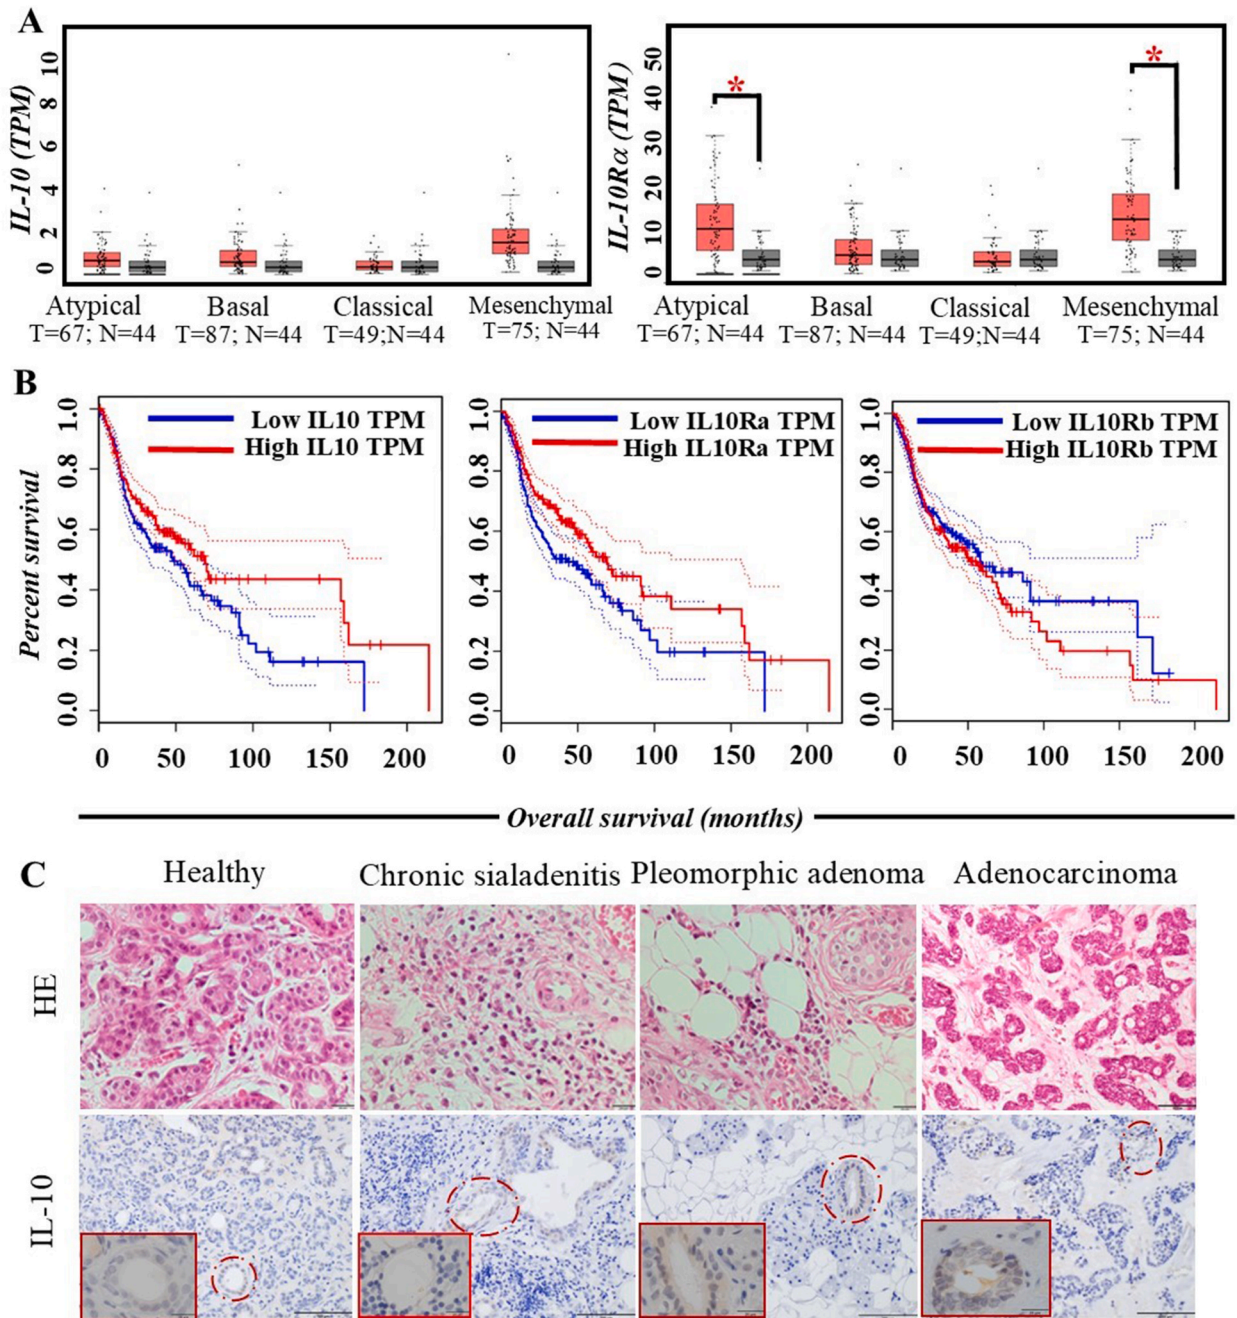 A
IL-10 (TPM)
10
8
6
4
2
0
Atypical
T=67; N=44
Basal
T=87; N=44
Classical
T=49;N=44
Mesenchymal
T=75; N=44
IL-10Rα (TPM)
50
40
30
20
10
0
*
*
Atypical
T=67; N=44
Basal
T=87; N=44
Classical
T=49;N=44
Mesenchymal
T=75; N=44
B
Percent survival
1.0
0.8
0.6
0.4
0.2
0.0
Low IL10 TPM
High IL10 TPM
0 50 100 150 200
1.0
0.8
0.6
0.4
0.2
0.0
Low IL10Ra TPM
High IL10Ra TPM
0 50 100 150 200
1.0
0.8
0.6
0.4
0.2
0.0
Low IL10Rb TPM
High IL10Rb TPM
0 50 100 150 200
Overall survival (months)
C
Healthy
Chronic sialadenitis
Pleomorphic adenoma
Adenocarcinoma
HE
IL-10